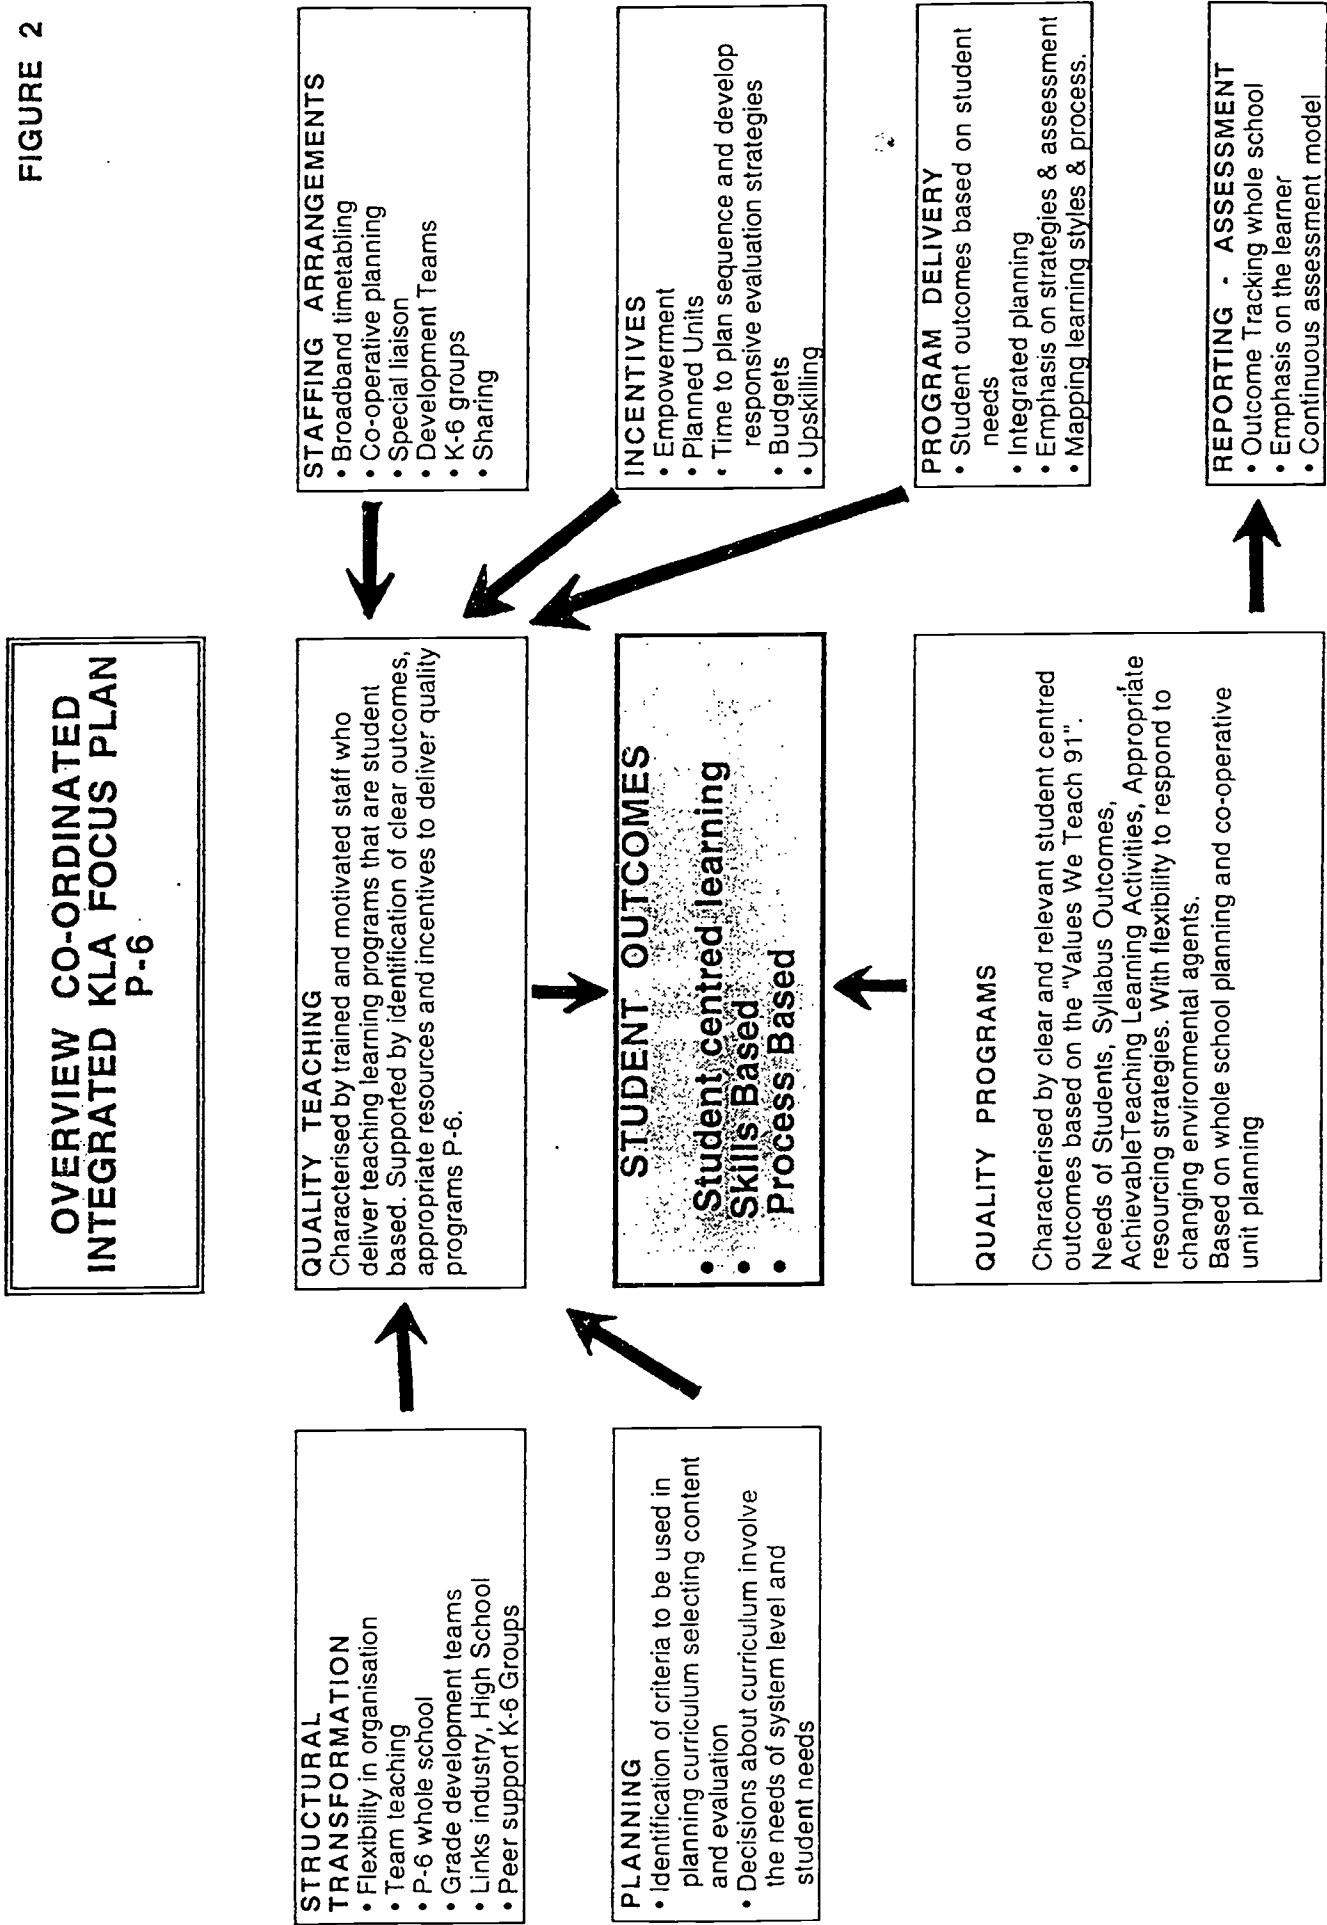 FIGURE 2
OVERVIEW CO-ORDINATED
INTEGRATED KLA FOCUS PLAN
P-6
STRUCTURAL
TRANSFORMATION
• Flexibility in organisation
• Team teaching
• P-6 whole school
• Grade development teams
• Links industry, High School
• Peer support K-6 Groups
PLANNING
• Identification of criteria to be used in
planning curriculum selecting content
and evaluation
• Decisions about curriculum involve
the needs of system level and
student needs
QUALITY TEACHING
Characterised by trained and motivated staff who
deliver teaching learning programs that are student
based. Supported by identification of clear outcomes,
appropriate resources and incentives to deliver quality
programs P-6.
STUDENT OUTCOMES
• Student centred learning
• Skills Based
• Process Based
QUALITY PROGRAMS
Characterised by clear and relevant student centred
outcomes based on the "Values We Teach 91".
Needs of Students, Syllabus Outcomes,
AchievableTeaching Learning Activities, Appropriate
resourcing strategies. With flexibility to respond to
changing environmental agents.
Based on whole school planning and co-operative
unit planning
STAFFING ARRANGEMENTS
• Broadband timetabling
• Co-operative planning
• Special liaison
• Development Teams
• K-6 groups
• Sharing
INCENTIVES
• Empowerment
• Planned Units
• Time to plan sequence and develop
responsive evaluation strategies
• Budgets
• Upskilling
PROGRAM DELIVERY
• Student outcomes based on student
needs
• Integrated planning
• Emphasis on strategies & assessment
• Mapping learning styles & process.
REPORTING - ASSESSMENT
• Outcome Tracking whole school
• Emphasis on the learner
• Continuous assessment model